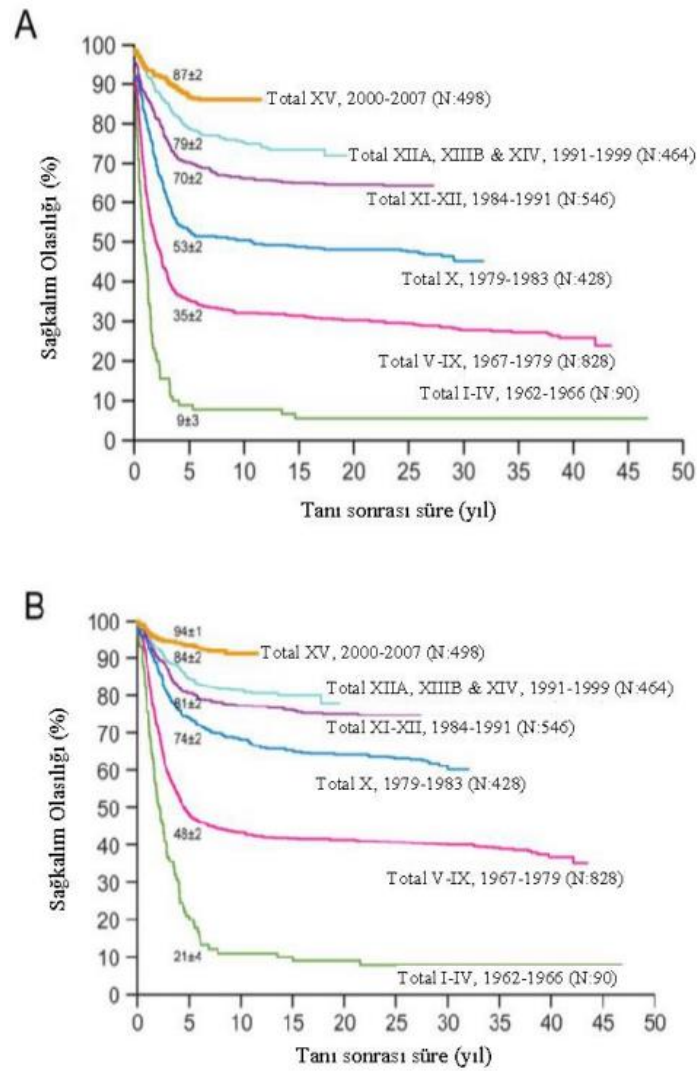 A
100
90
80
70
60
50
40
30
20
10
0
Sağkalım Olasılığı (%)
87±2
Total XV, 2000-2007 (N:498)
79±2
Total XIIA, XIIIB & XIV, 1991-1999 (N:464)
70±2
Total XI-XII, 1984-1991 (N:546)
53±2
Total X, 1979-1983 (N:428)
35±2
Total V-IX, 1967-1979 (N:828)
Total I-IV, 1962-1966 (N:90)
9±3
0 5 10 15 20 25 30 35 40 45 50
Tanı sonrası süre (yıl)
B
100
90
80
70
60
50
40
30
20
10
0
Sağkalım Olasılığı (%)
94±1
Total XV, 2000-2007 (N:498)
84±2
Total XIIA, XIIIB & XIV, 1991-1999 (N:464)
81±2
Total XI-XII, 1984-1991 (N:546)
74±2
Total X, 1979-1983 (N:428)
48±2
Total V-IX, 1967-1979 (N:828)
21±4
Total I-IV, 1962-1966 (N:90)
0 5 10 15 20 25 30 35 40 45 50
Tanı sonrası süre (yıl)